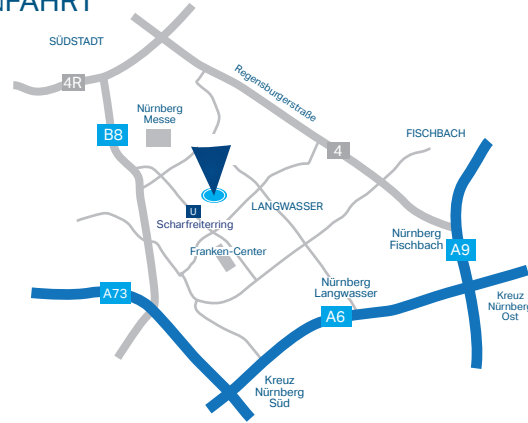 NFAHRT
SÜDSTADT
4R
Regensburgerstraße
Nürnberg
Messe
B8
4
FISCHBACH
U
Scharfreiterring
LANGWASSER
Nürnberg
Fischbach
A9
Franken-Center
Nürnberg
Langwasser
A73
A6
Kreuz
Nürnberg
Ost
Kreuz
Nürnberg
Süd